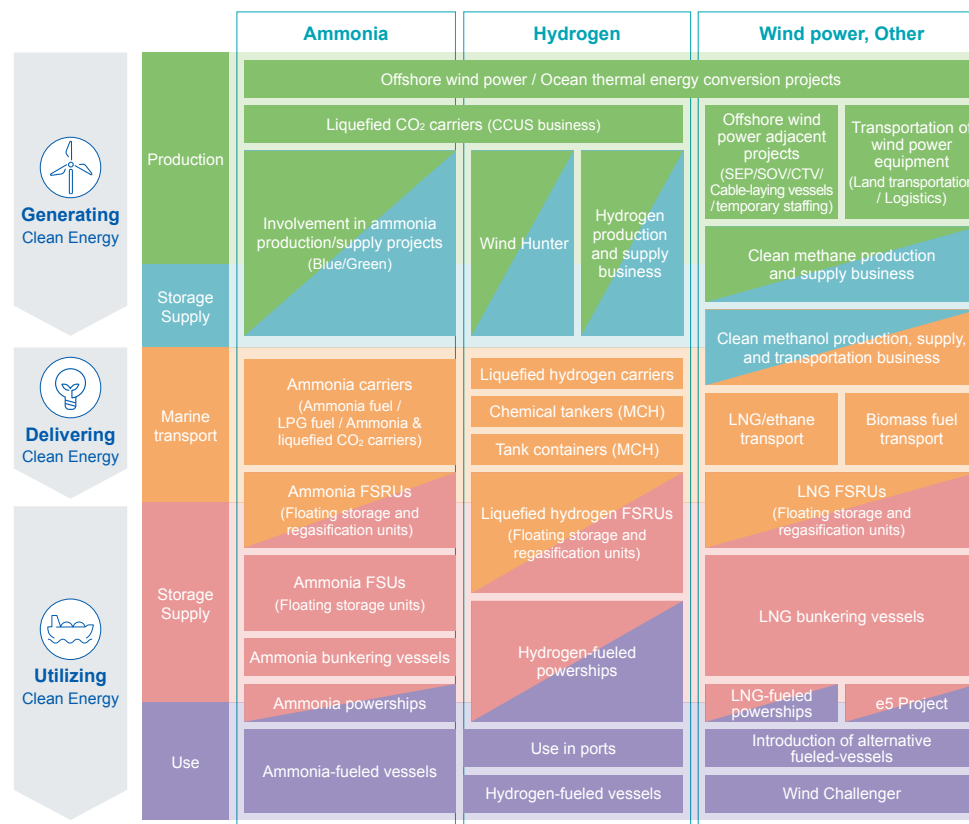 Ammonia
Hydrogen
Wind power, Other
Generating
Clean Energy
Production
Storage
Supply
Offshore wind power / Ocean thermal energy conversion projects
Liquefied CO₂ carriers (CCUS business)
Involvement in ammonia
production/supply projects
(Blue/Green)
Wind Hunter
Hydrogen
production
and supply
business
Offshore wind
power adjacent
projects
(SEP/SOV/CTV/
Cable-laying vessels
/temporary staffing)
Transportation of
wind power
equipment
(Land transportation
/ Logistics)
Clean methane production
and supply business
Clean methanol production, supply,
and transportation business
Delivering
Clean Energy
Marine
transport
Ammonia carriers
(Ammonia fuel /
LPG fuel / Ammonia &
liquefied CO₂ carriers)
Liquefied hydrogen carriers
Chemical tankers (MCH)
Tank containers (MCH)
LNG/ethane
transport
Biomass fuel
transport
Ammonia FSRUs
(Floating storage and
regasification units)
Liquefied hydrogen FSRUs
(Floating storage and
regasification units)
LNG FSRUs
(Floating storage and
regasification units)
Utilizing
Clean Energy
Storage
Supply
Ammonia FSUs
(Floating storage units)
Ammonia bunkering vessels
Ammonia powerships
Hydrogen-fueled
powerships
LNG bunkering vessels
LNG-fueled
powerships
e5 Project
Use
Ammonia-fueled vessels
Use in ports
Hydrogen-fueled vessels
Introduction of alternative
fueled-vessels
Wind Challenger